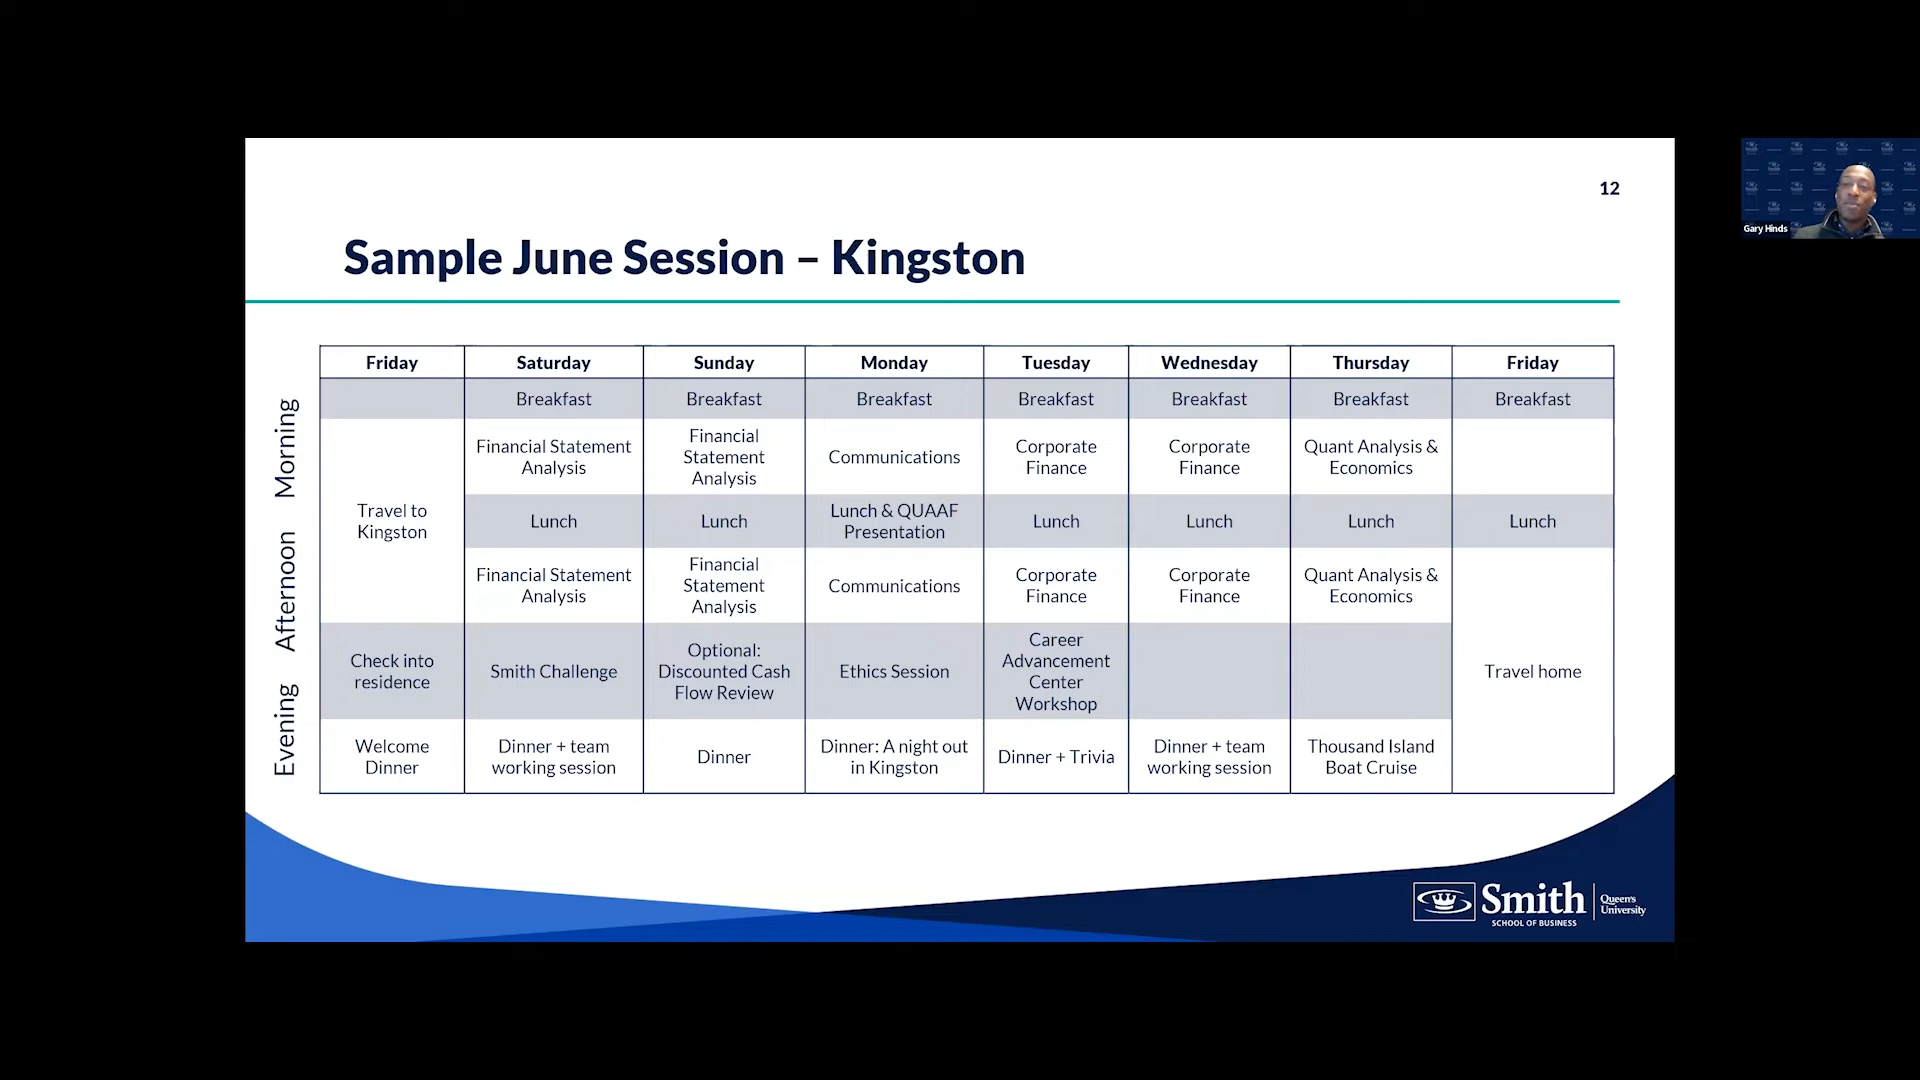 12
Gary Hinds
Sample June Session – Kingston
Friday Saturday Sunday Monday Tuesday Wednesday Thursday Friday
Morning
Breakfast Breakfast Breakfast Breakfast Breakfast Breakfast Breakfast
Travel to
Kingston
Financial Statement
Analysis
Financial
Statement
Analysis
Communications
Corporate
Finance
Corporate
Finance
Quant Analysis &
Economics
Afternoon
Lunch
Lunch
Lunch & QUAAF
Presentation
Lunch
Lunch
Lunch
Lunch
Financial Statement
Analysis
Financial
Statement
Analysis
Communications
Corporate
Finance
Corporate
Finance
Quant Analysis &
Economics
Evening
Check into
residence
Smith Challenge
Optional:
Discounted Cash
Flow Review
Ethics Session
Career
Advancement
Center
Workshop
Travel home
Welcome
Dinner
Dinner + team
working session
Dinner
Dinner: A night out
in Kingston
Dinner + Trivia
Dinner + team
working session
Thousand Island
Boat Cruise
Smith
SCHOOL OF BUSINESS
Queen's
University